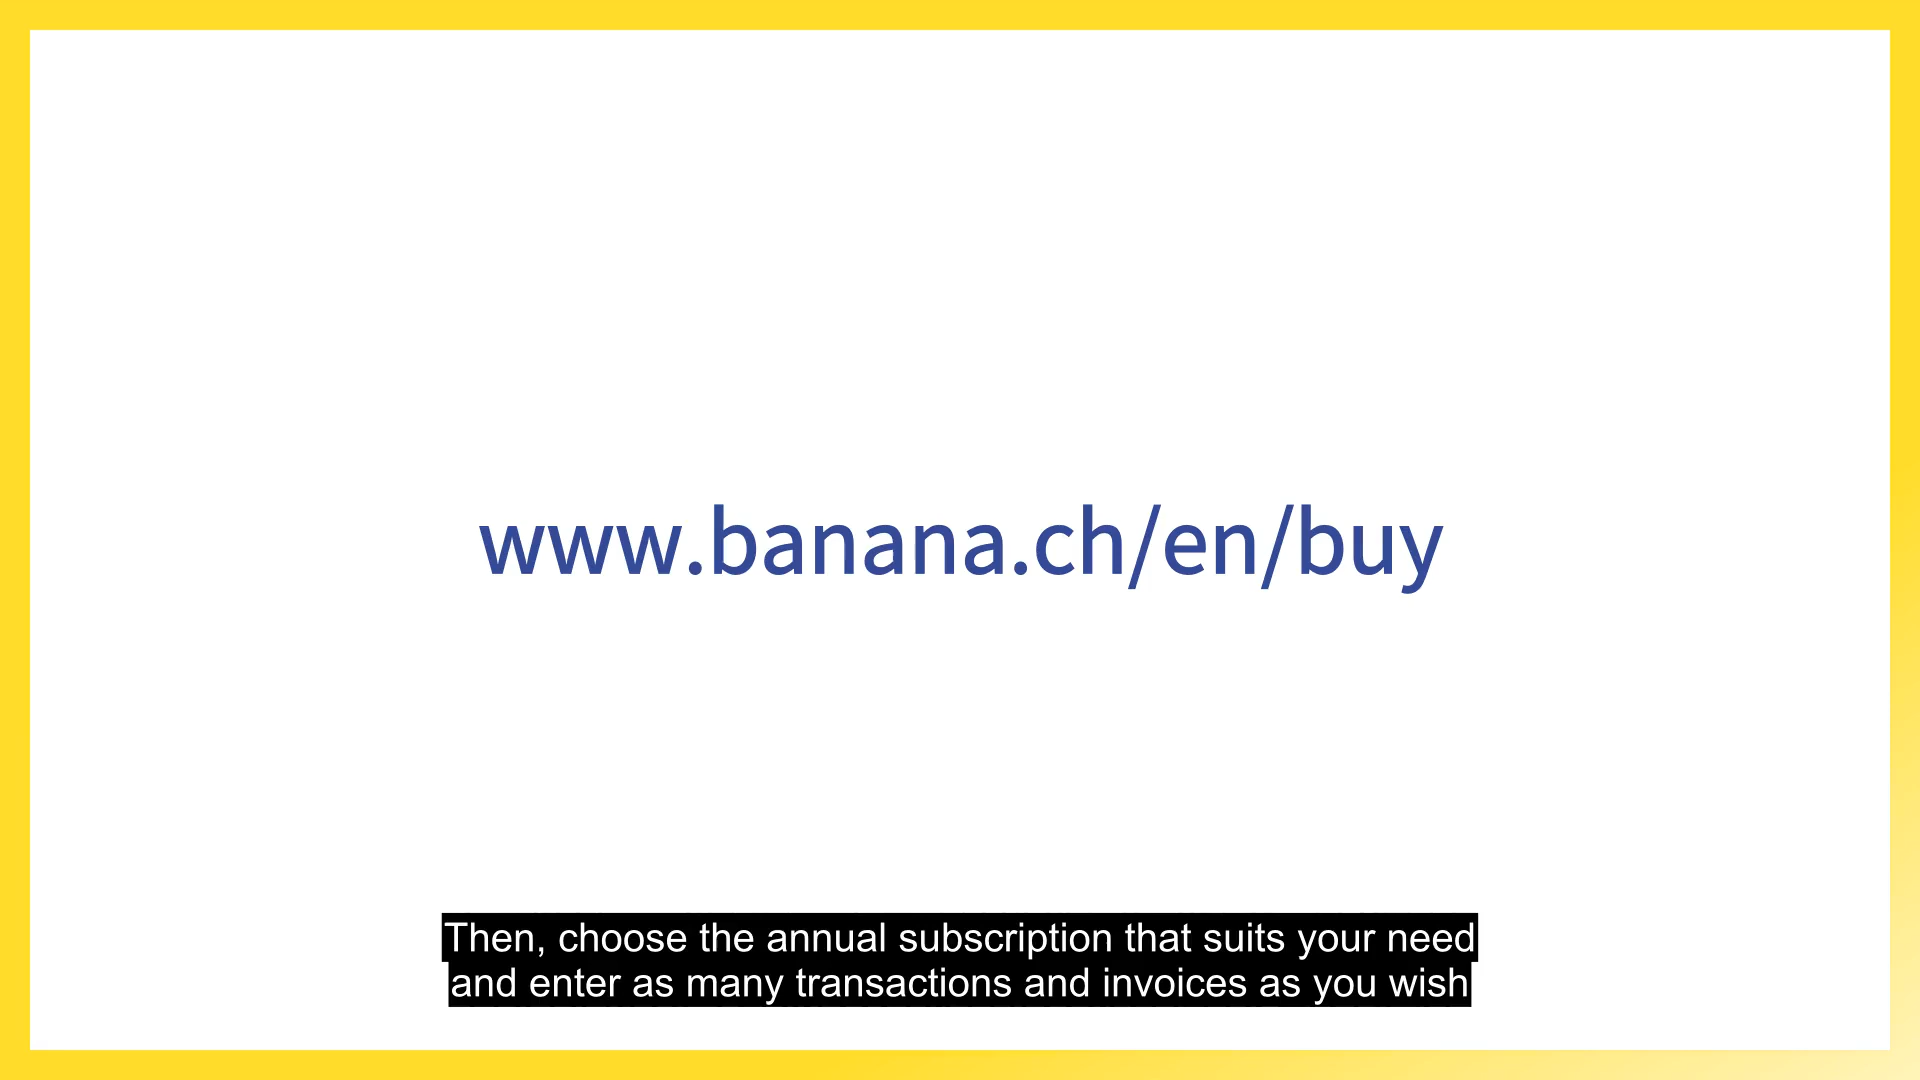 www.banana.ch/en/buy
Then, choose the annual subscription that suits your need
and enter as many transactions and invoices as you wish